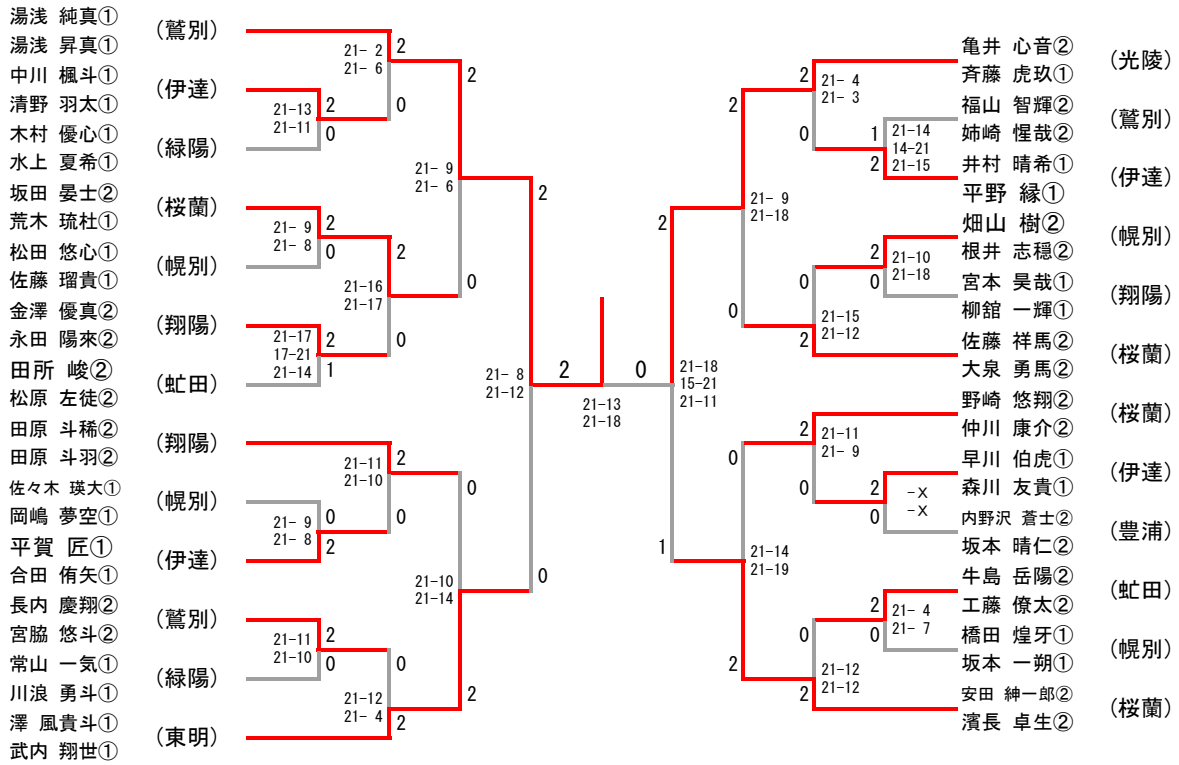 湯浅 純真①
湯浅 昇真①
(鷲別)
中川 楓斗①
清野 羽太①
(伊達)
木村 優心①
水上 夏希①
(緑陽)
坂田 晏士②
荒木 琉杜①
(桜蘭)
松田 悠心①
佐藤 瑠貴①
(幌別)
金澤 優真②
永田 陽來②
(翔陽)
田所 峻②
松原 左徒②
(虻田)
田原 斗稀②
田原 斗羽②
(翔陽)
佐々木 瑛大①
岡嶋 夢空①
(幌別)
平賀 匠①
合田 侑矢①
(伊達)
長内 慶翔②
宮脇 悠斗②
(鷲別)
常山 一気①
川浪 勇斗①
(緑陽)
澤 風貴斗①
武内 翔世①
(東明)
21- 2
21- 6
2
0
21-13
21-11
2
0
21- 9
21- 6
2
0
21- 9
21- 8
2
0
21-16
21-17
2
0
21-17
17-21
21-14
2
1
21- 8
21-12
2
0
21-11
21-10
2
0
21- 9
21- 8
0
2
21-10
21-14
0
2
21-11
21-10
2
0
21-12
21- 4
0
2
2
0
21-13
21-18
亀井 心音②
斉藤 虎玖①
(光陵)
福山 智輝②
姉崎 惺哉②
(鷲別)
井村 晴希①
平野 縁①
(伊達)
畑山 樹②
根井 志穏②
(幌別)
宮本 昊哉①
柳舘 一輝①
(翔陽)
佐藤 祥馬②
大泉 勇馬②
(桜蘭)
野崎 悠翔②
仲川 康介②
(桜蘭)
早川 伯虎①
森川 友貴①
(伊達)
内野沢 蒼士②
坂本 晴仁②
(豊浦)
牛島 岳陽②
工藤 僚太②
(虻田)
橋田 煌牙①
坂本 一朔①
(幌別)
安田 紳一郎②
濱長 卓生②
(桜蘭)
2
0
21- 4
21- 3
1
2
21-14
14-21
21-15
2
0
21- 9
21-18
2
0
21-10
21-18
0
2
21-15
21-12
2
1
21-18
15-21
21-11
2
0
21-11
21- 9
2
0
-X
-X
0
2
21-14
21-19
2
0
21- 4
21- 7
0
2
21-12
21-12